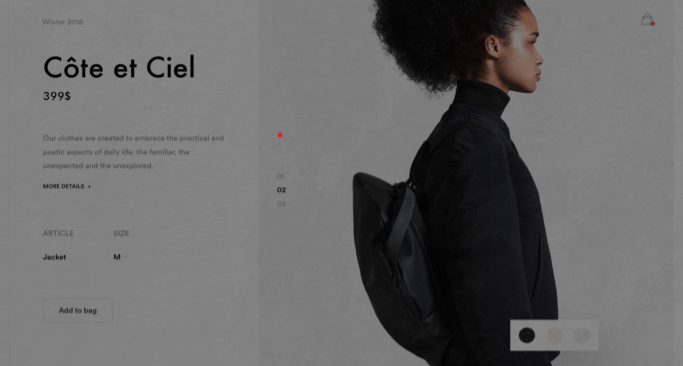 Winter 2018
Côte et Ciel
399$
Our clothes are created to embrace the practical and
poetic aspects of daily life: the familiar, the
unexpected and the unexplored.
MORE DETAILS
01
02
03
ARTICLE SIZE
Jacket M
Add to bag